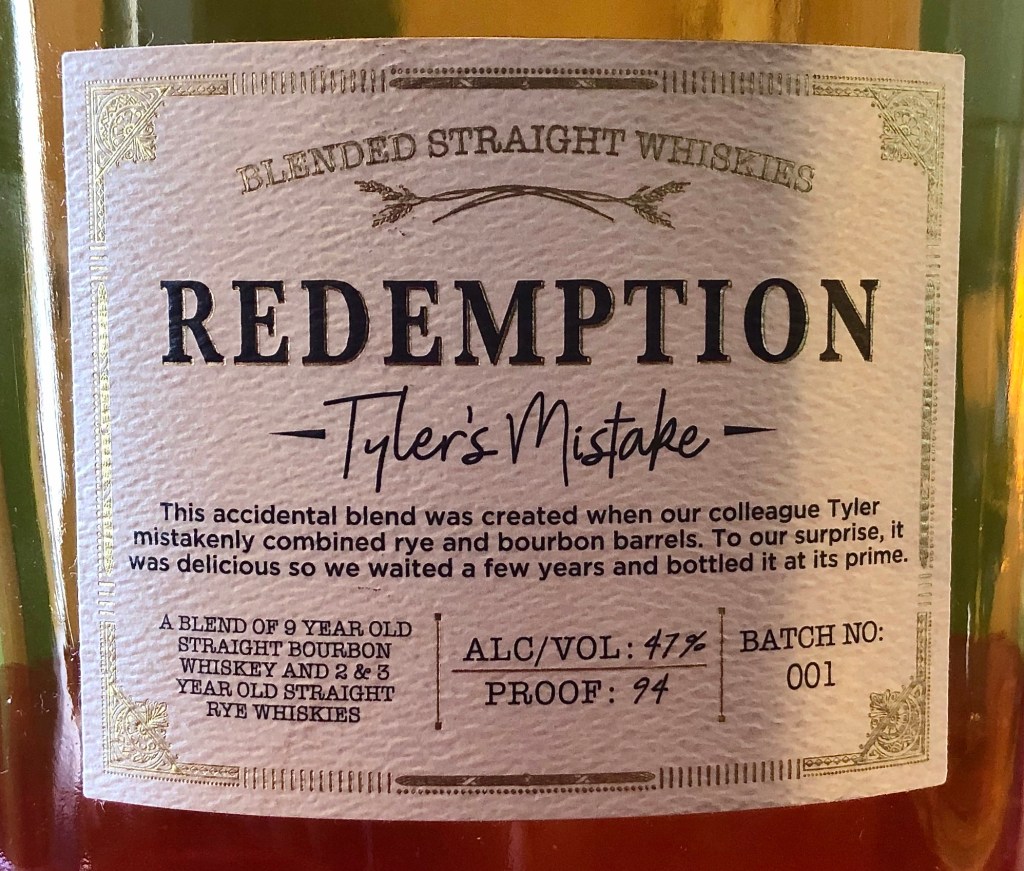 BLENDED STRAIGHT WHISKIES
REDEMPTION
Tyler's Mistake
This accidental blend was created when our colleague Tyler
mistakenly combined rye and bourbon barrels. To our surprise, it
was delicious so we waited a few years and bottled it at its prime.
A BLEND OF 9 YEAR OLD
STRAIGHT BOURBON
WHISKEY AND 2 & 3
YEAR OLD STRAIGHT
RYE WHISKIES
ALC/VOL: 47%
PROOF: 94
BATCH NO:
001